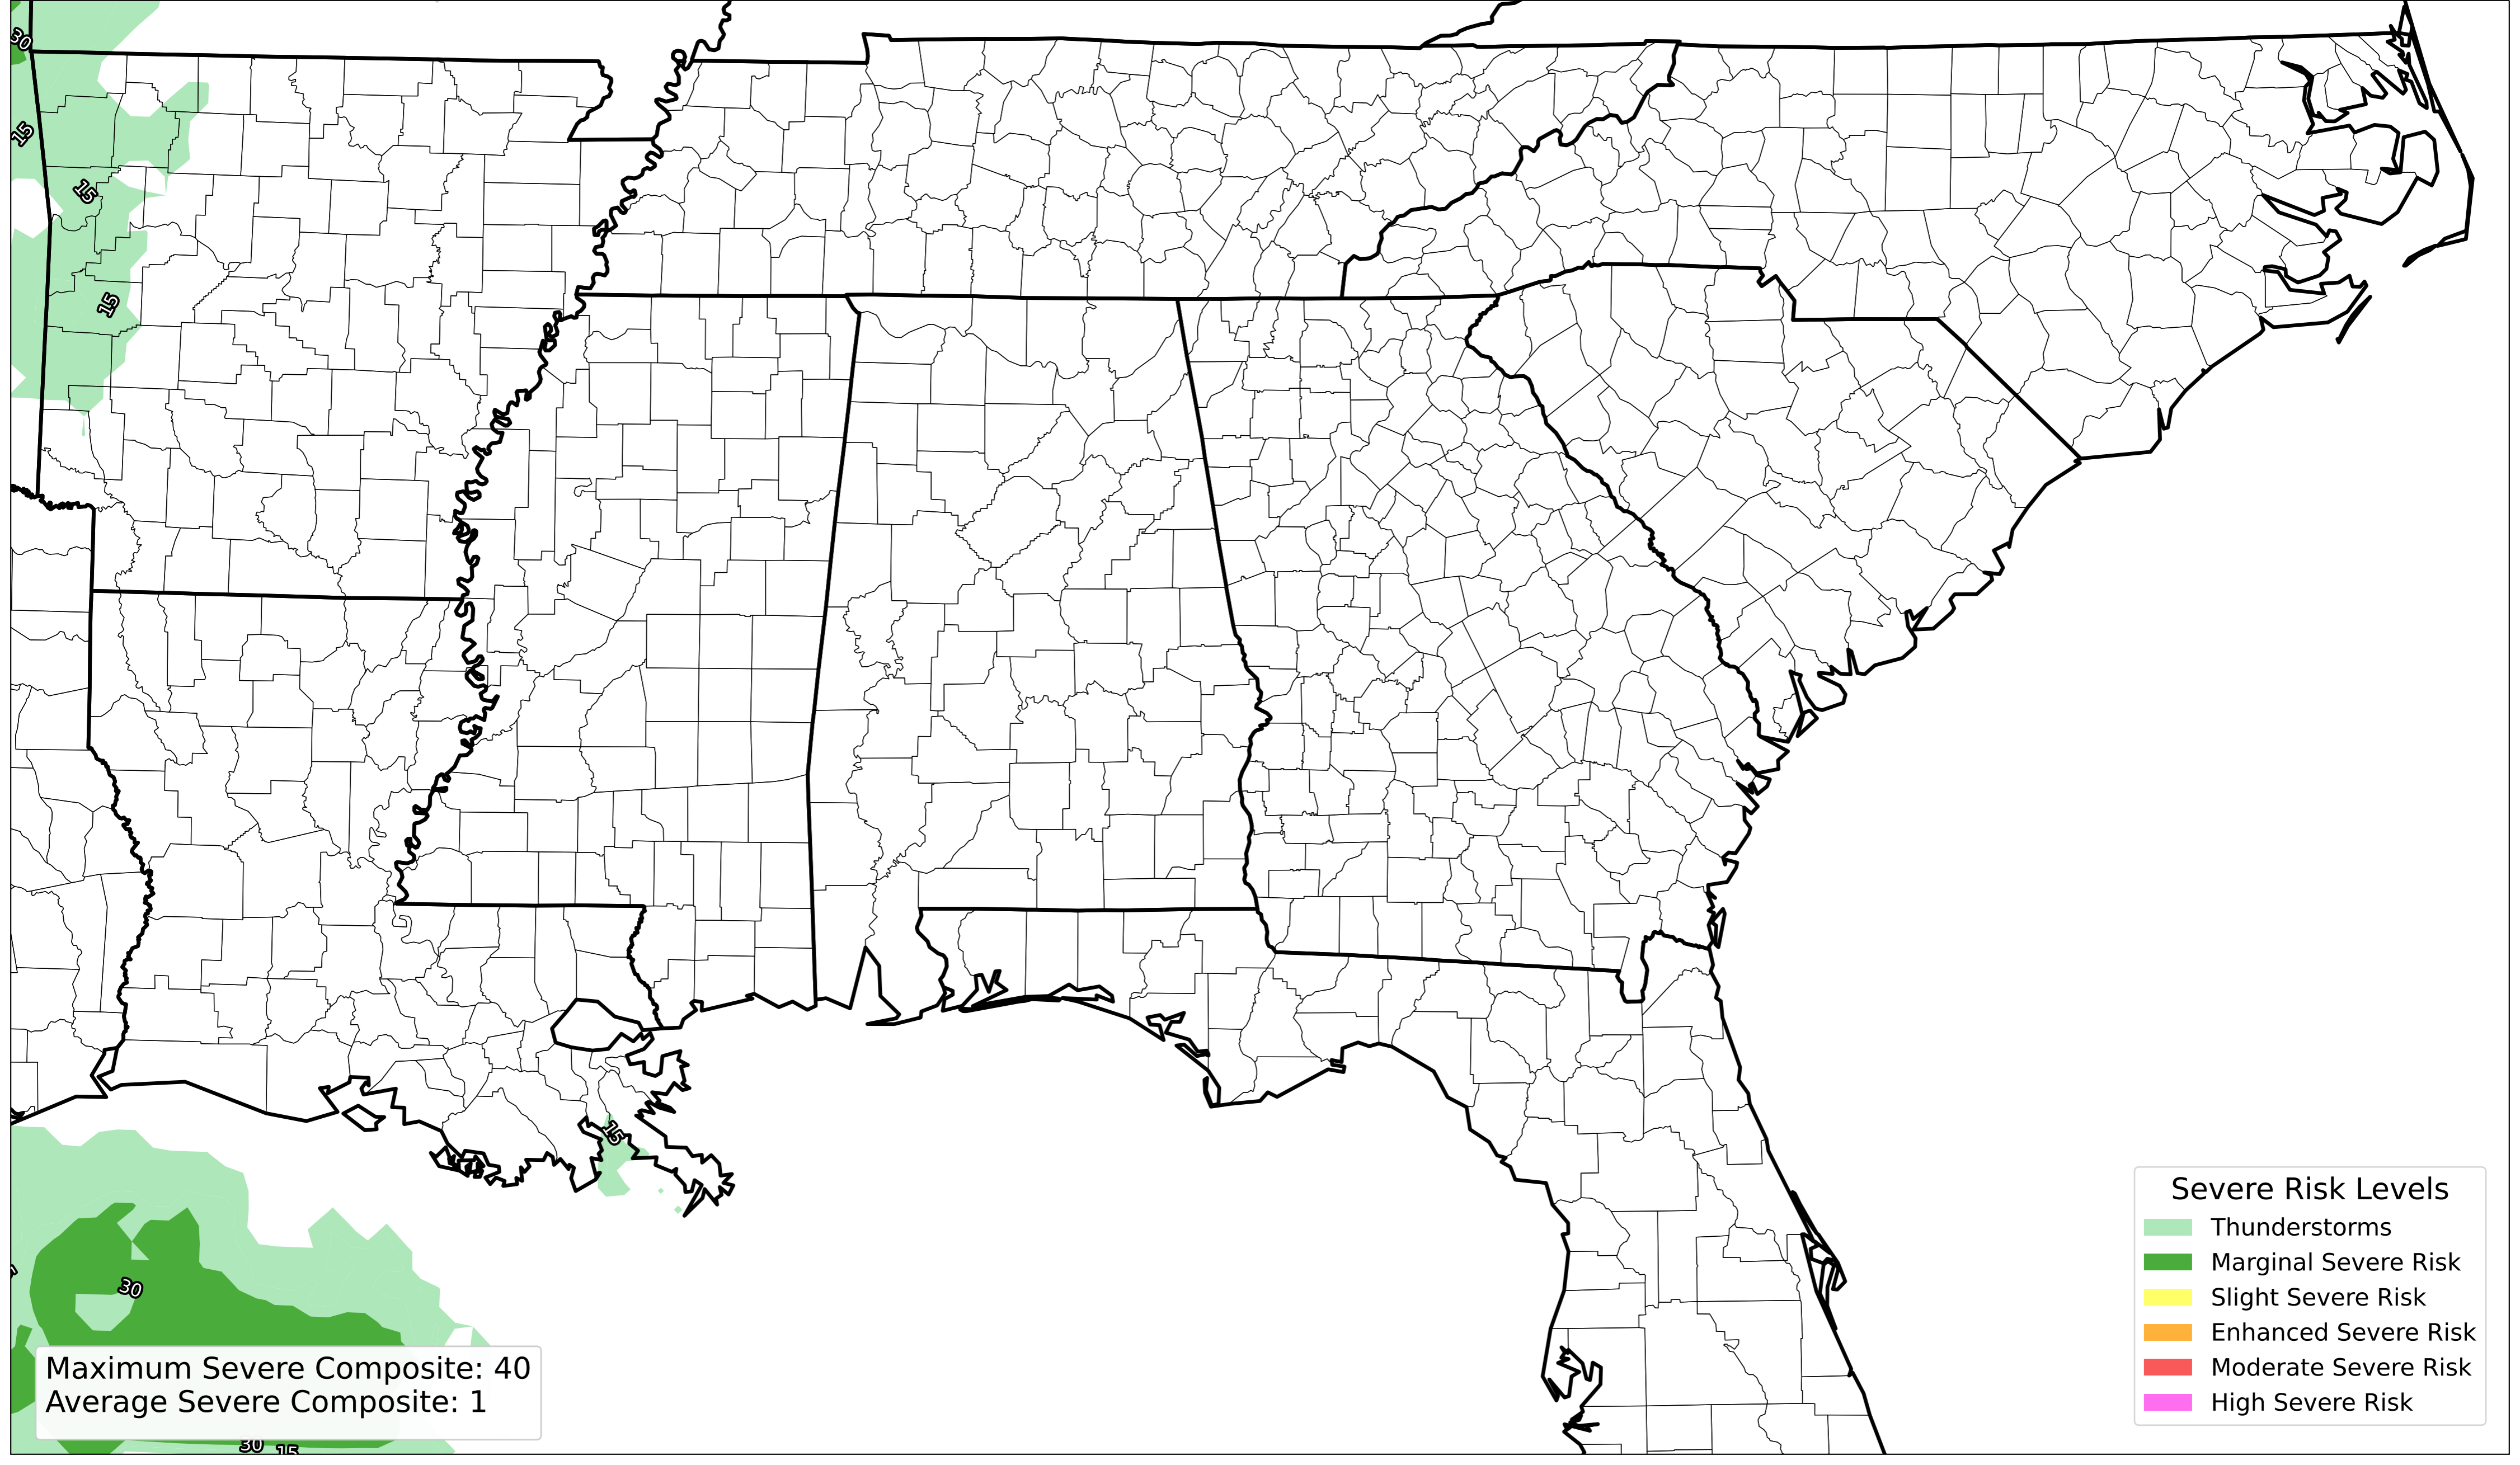 30
15
15
15
15
30
30
15
Maximum Severe Composite: 40
Average Severe Composite: 1
Severe Risk Levels
Thunderstorms
Marginal Severe Risk
Slight Severe Risk
Enhanced Severe Risk
Moderate Severe Risk
High Severe Risk